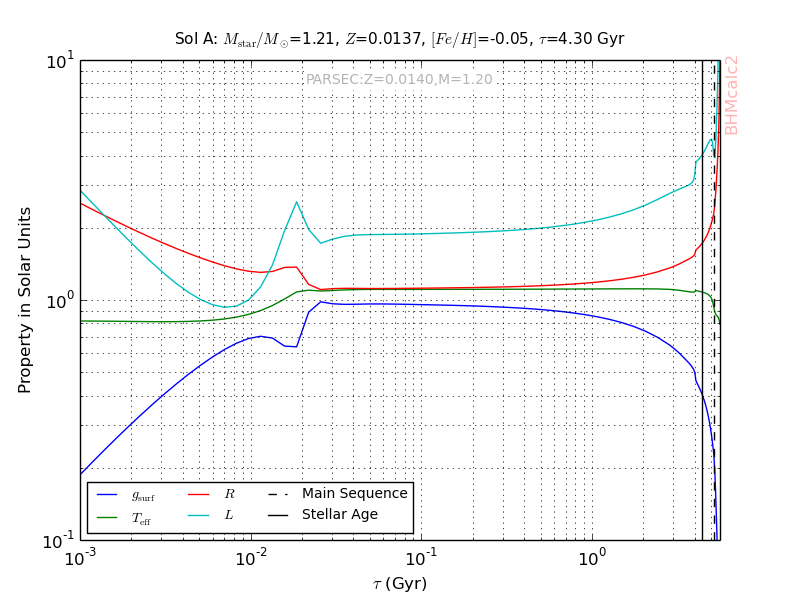 Sol A: M_star/M_☉=1.21, Z=0.0137, [Fe/H]=-0.05, τ=4.30 Gyr
PARSEC:Z=0.0140,M=1.20
BHMcalc2
Property in Solar Units
10^1
10^0
10^-1
g_surf
T_eff
R
L
Main Sequence
Stellar Age
10^-3
10^-2
10^-1
10^0
τ (Gyr)